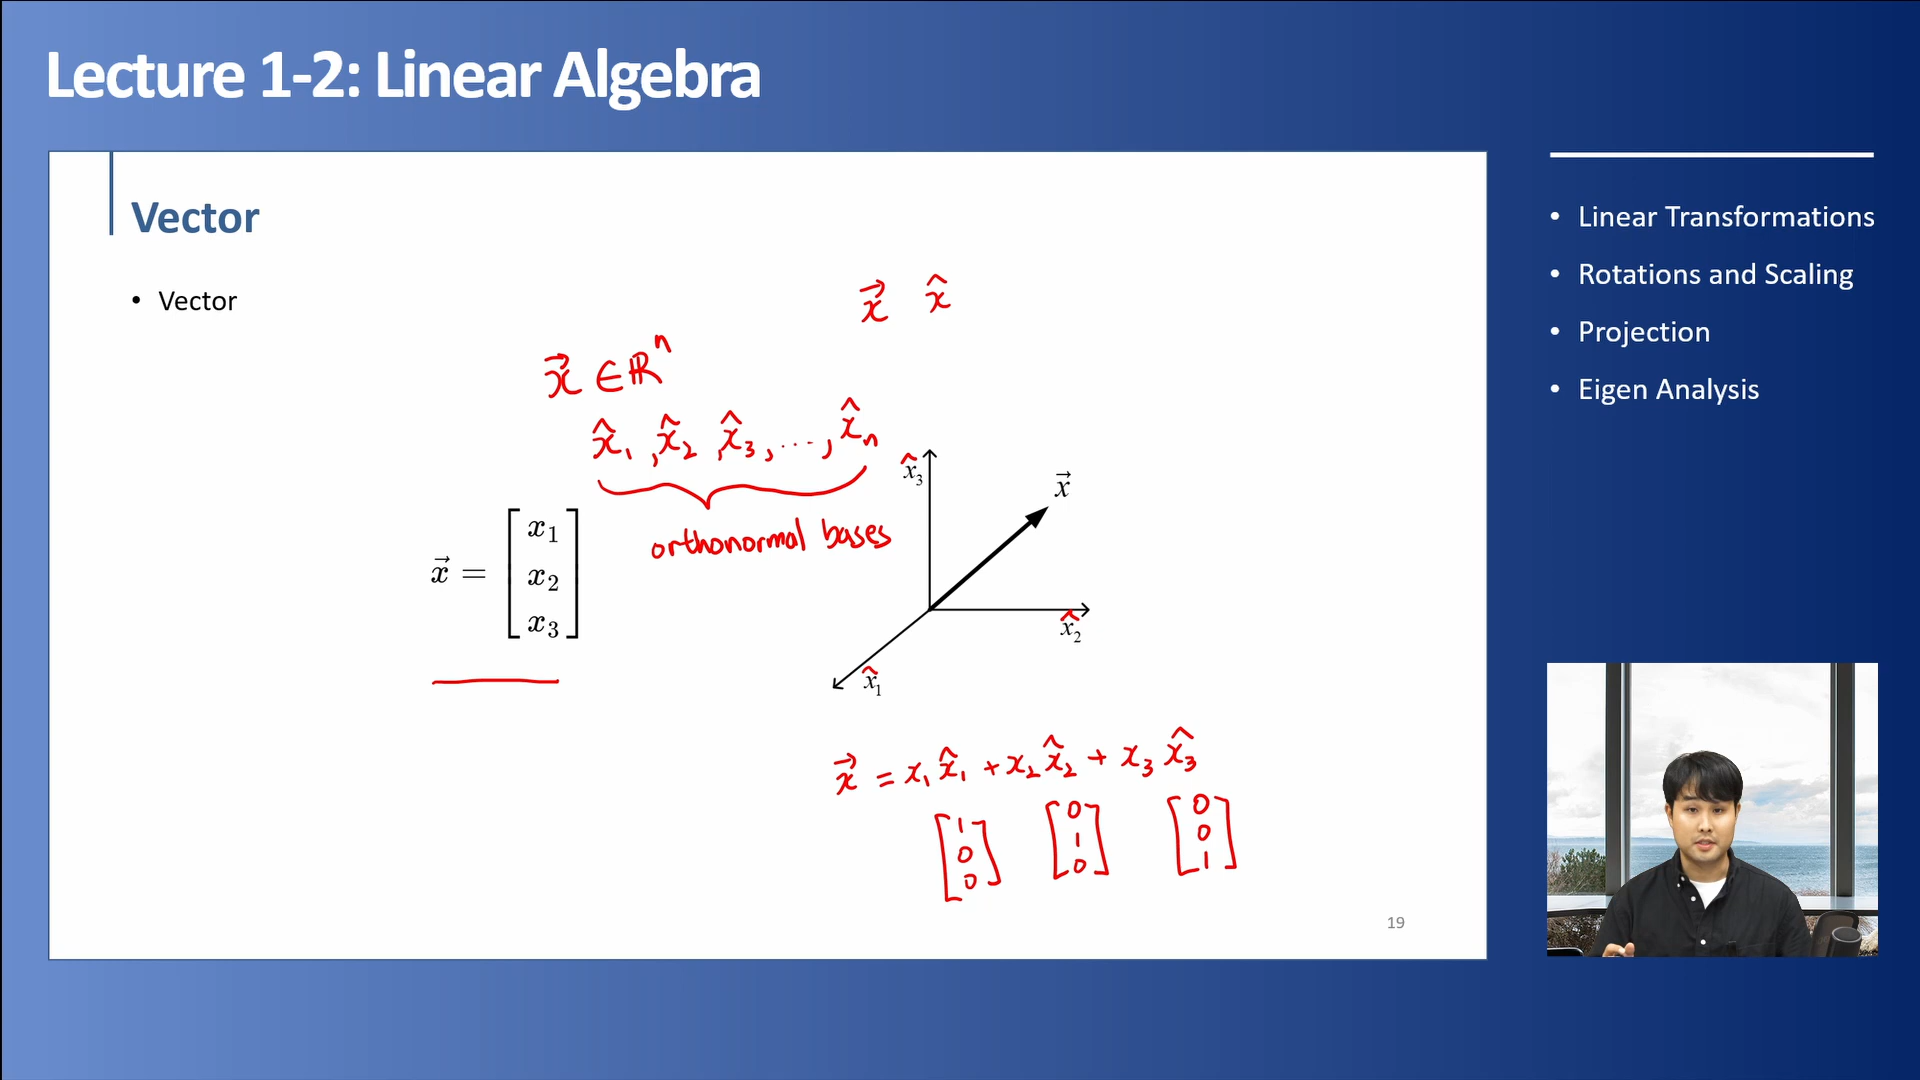 Lecture 1-2: Linear Algebra
Vector
• Vector
x⃗ x̂
x⃗ ∈ ℝⁿ
x̂₁, x̂₂, x̂₃, ..., x̂ₙ
orthonormal bases
x⃗ = [x₁ x₂ x₃]
x̂₃
x⃗
x̂₂
x̂₁
x⃗ = x₁x̂₁ + x₂x̂₂ + x₃x̂₃
[1 0 0] [0 1 0] [0 0 1]
19
• Linear Transformations
• Rotations and Scaling
• Projection
• Eigen Analysis